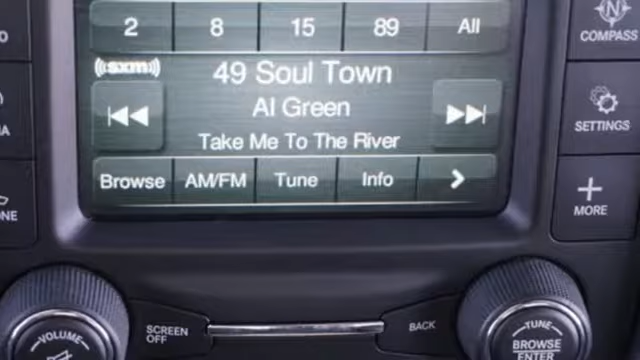 2 8 15 89 All
N
COMPASS
((sxm))
49 Soul Town
Al Green
Take Me To The River
SETTINGS
Browse AM/FM Tune Info >
+
MORE
VOLUME
SCREEN
OFF
BACK
TUNE
BROWSE
ENTER